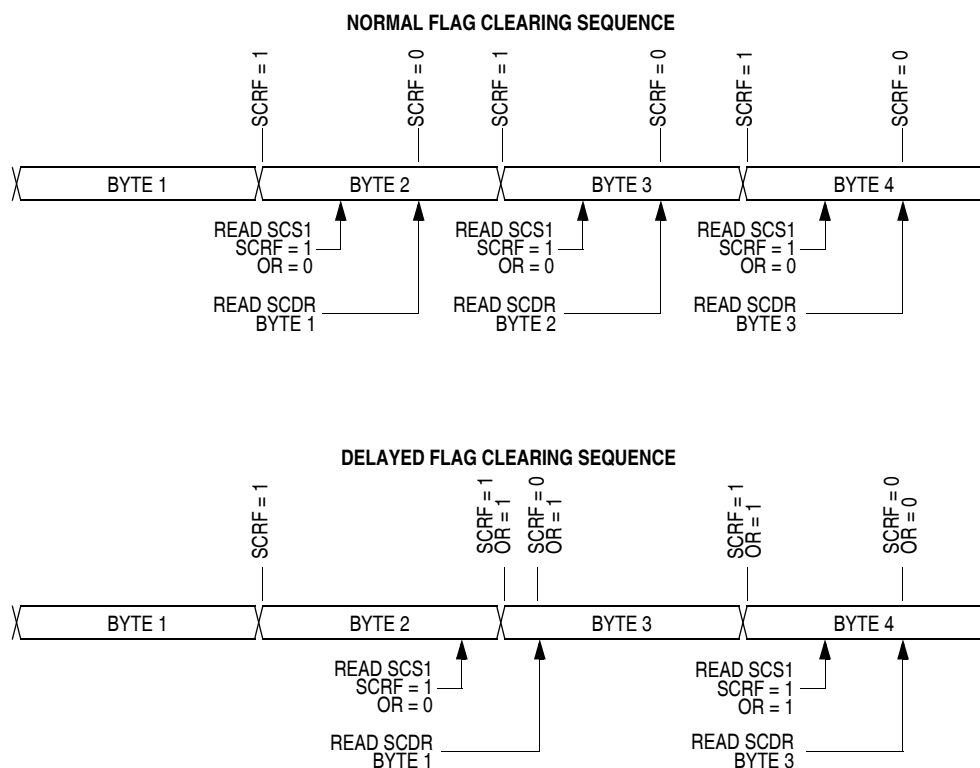 NORMAL FLAG CLEARING SEQUENCE
SCRF = 1
SCRF = 0
SCRF = 1
SCRF = 0
SCRF = 1
SCRF = 0
BYTE 1
BYTE 2
BYTE 3
BYTE 4
READ SCS1
SCRF = 1
OR = 0
READ SCS1
SCRF = 1
OR = 0
READ SCS1
SCRF = 1
OR = 0
READ SCDR
BYTE 1
READ SCDR
BYTE 2
READ SCDR
BYTE 3
DELAYED FLAG CLEARING SEQUENCE
SCRF = 1
SCRF = 1
OR = 1
SCRF = 0
OR = 1
SCRF = 1
OR = 1
SCRF = 0
OR = 0
BYTE 1
BYTE 2
BYTE 3
BYTE 4
READ SCS1
SCRF = 1
OR = 0
READ SCS1
SCRF = 1
OR = 1
READ SCDR
BYTE 1
READ SCDR
BYTE 3